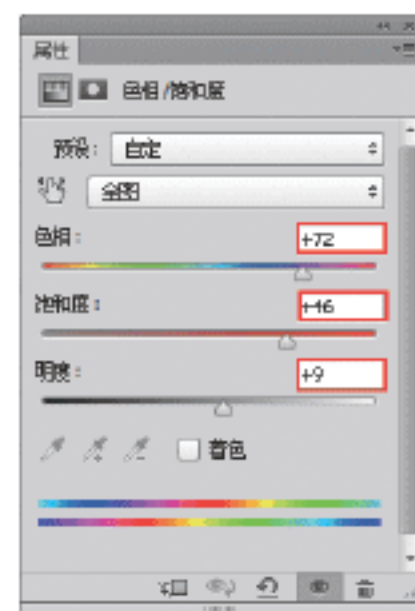 属性
色相/饱和度
预设： 自定
全图
色相： +72
饱和度： +46
明度： +9
着色